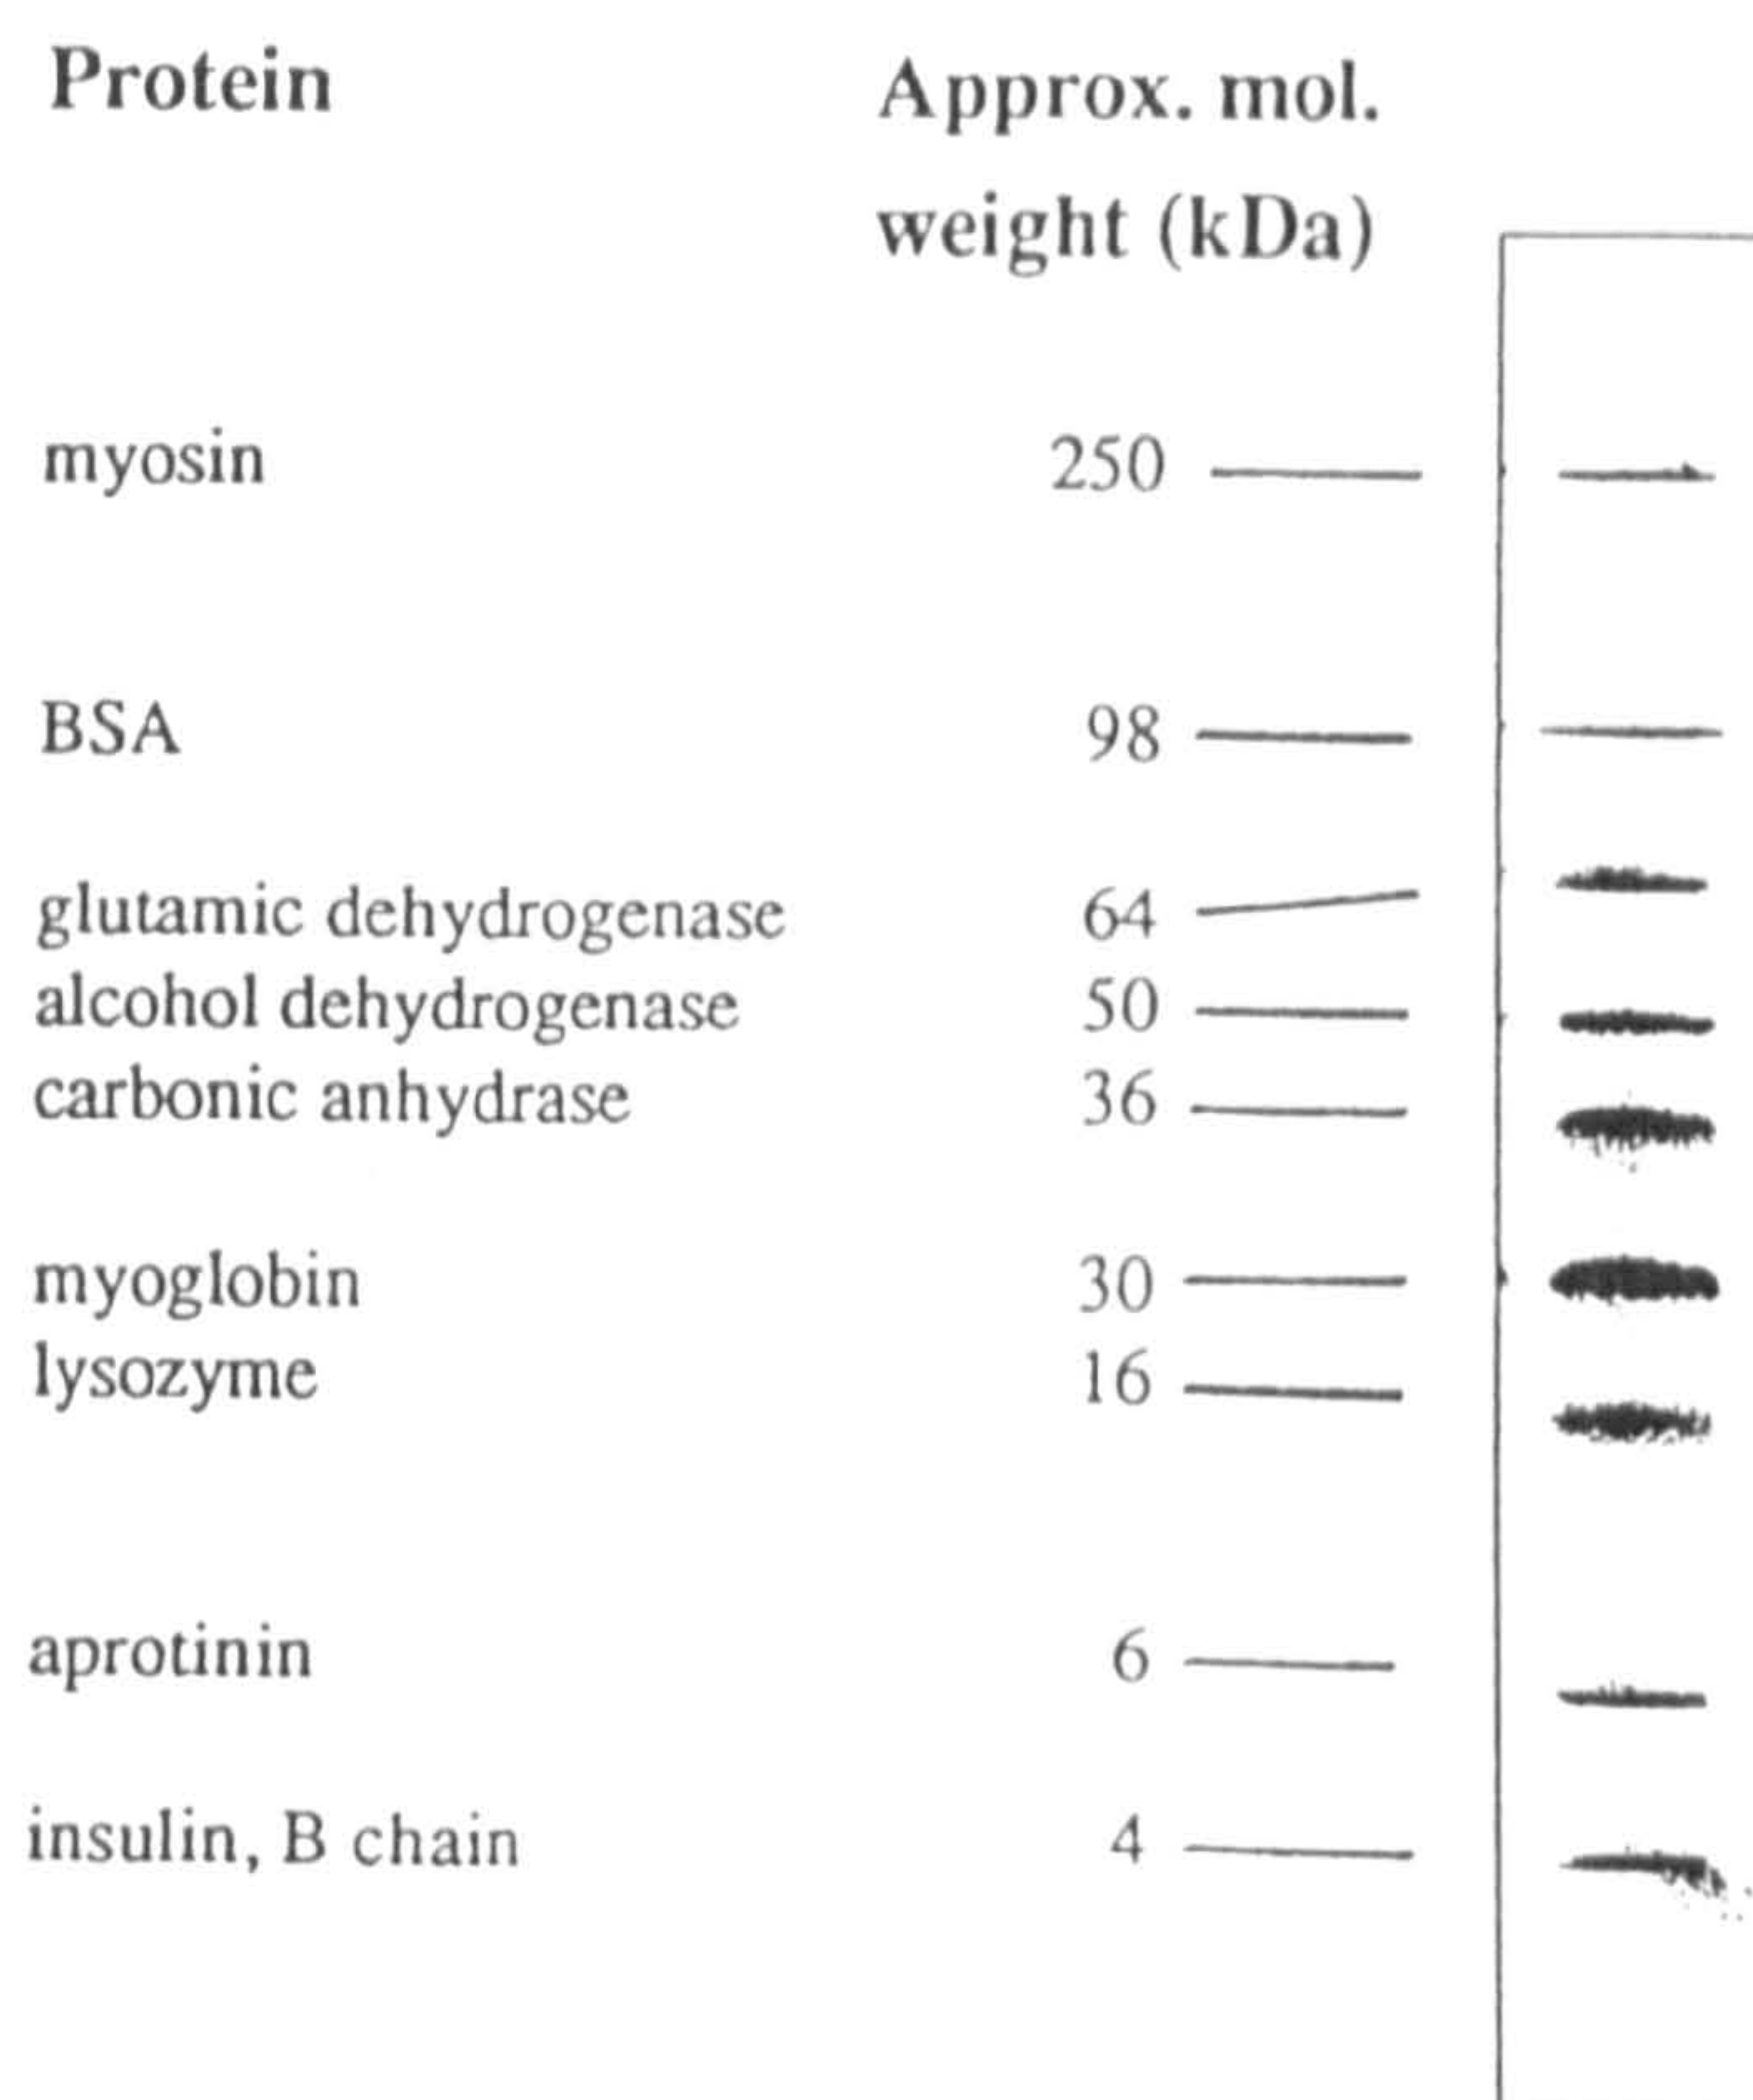 Protein Approx. mol.
weight (kDa)
myosin 250
BSA 98
glutamic dehydrogenase 64
alcohol dehydrogenase 50
carbonic anhydrase 36
myoglobin 30
lysozyme 16
aprotinin 6
insulin, B chain 4